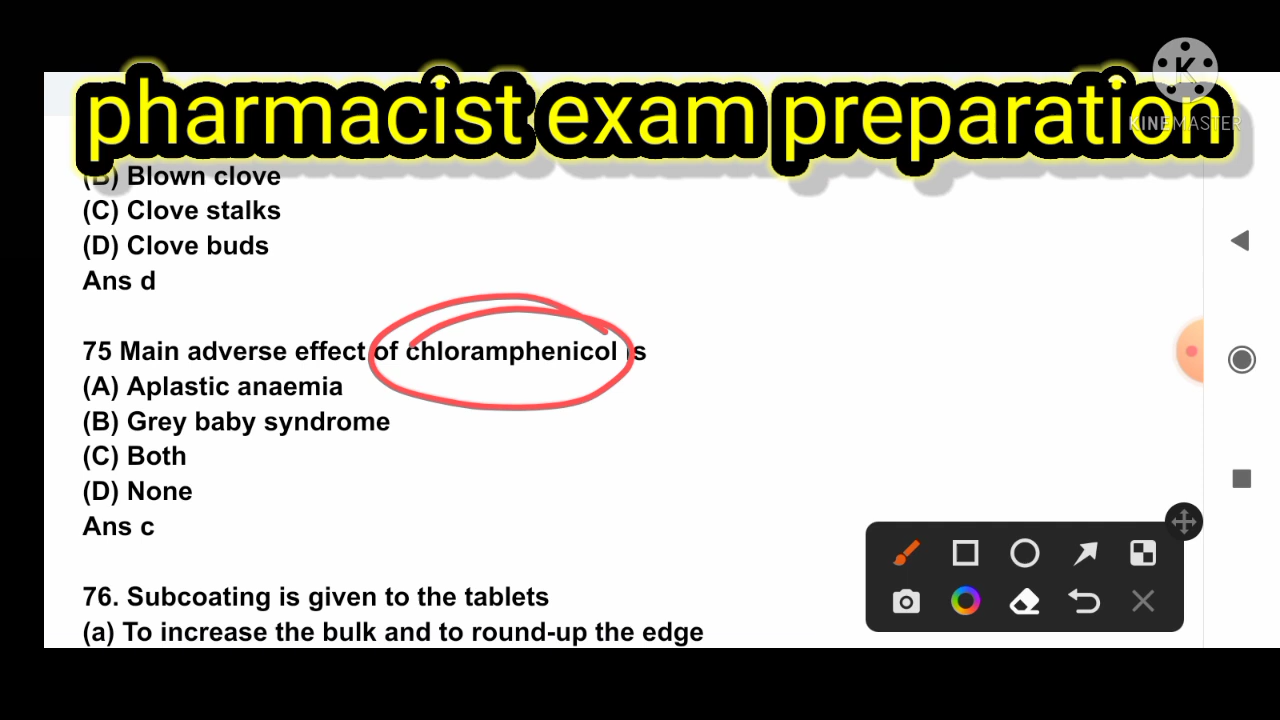 pharmacist exam preparation
KINEMASTER
(B) Blown clove
(C) Clove stalks
(D) Clove buds
Ans d
75 Main adverse effect of chloramphenicol is
(A) Aplastic anaemia
(B) Grey baby syndrome
(C) Both
(D) None
Ans c
76. Subcoating is given to the tablets
(a) To increase the bulk and to round-up the edge